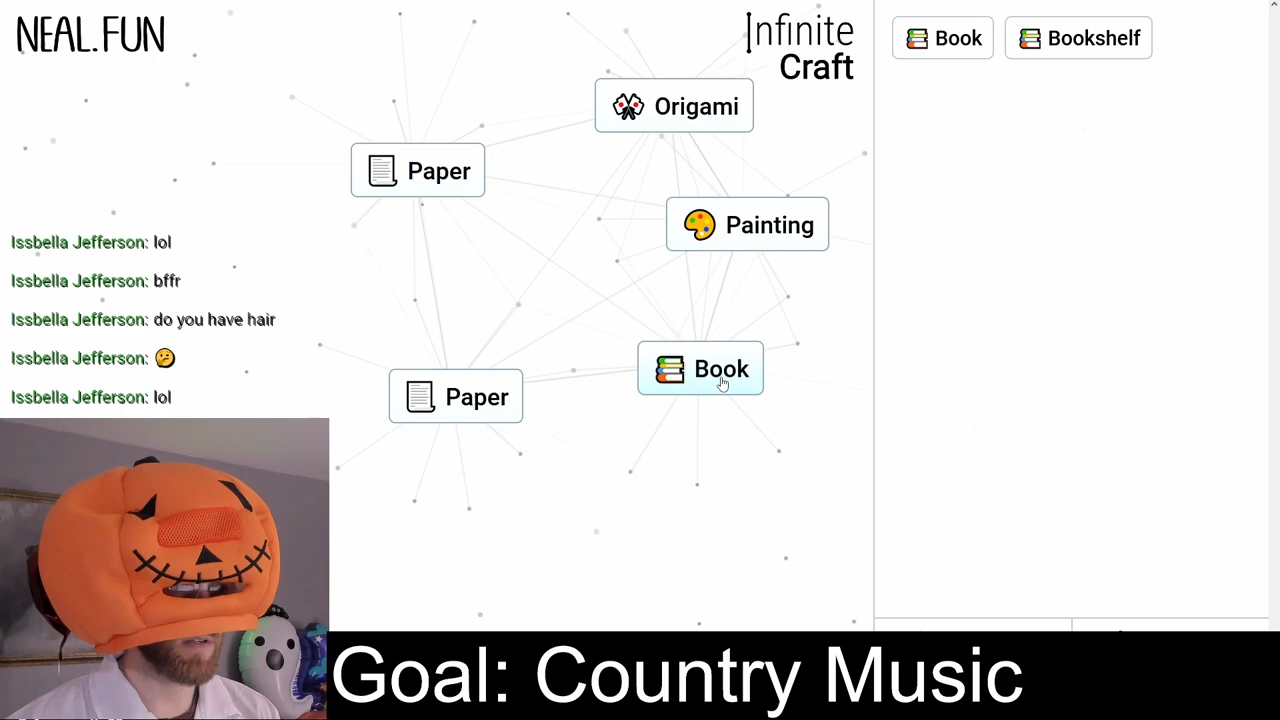 NEAL.FUN
Infinite
Craft
Book
Bookshelf
Origami
Paper
Painting
Issbella Jefferson: lol
Issbella Jefferson: bffr
Issbella Jefferson: do you have hair
Issbella Jefferson: 🫤
Issbella Jefferson: lol
Book
Paper
Goal: Country Music